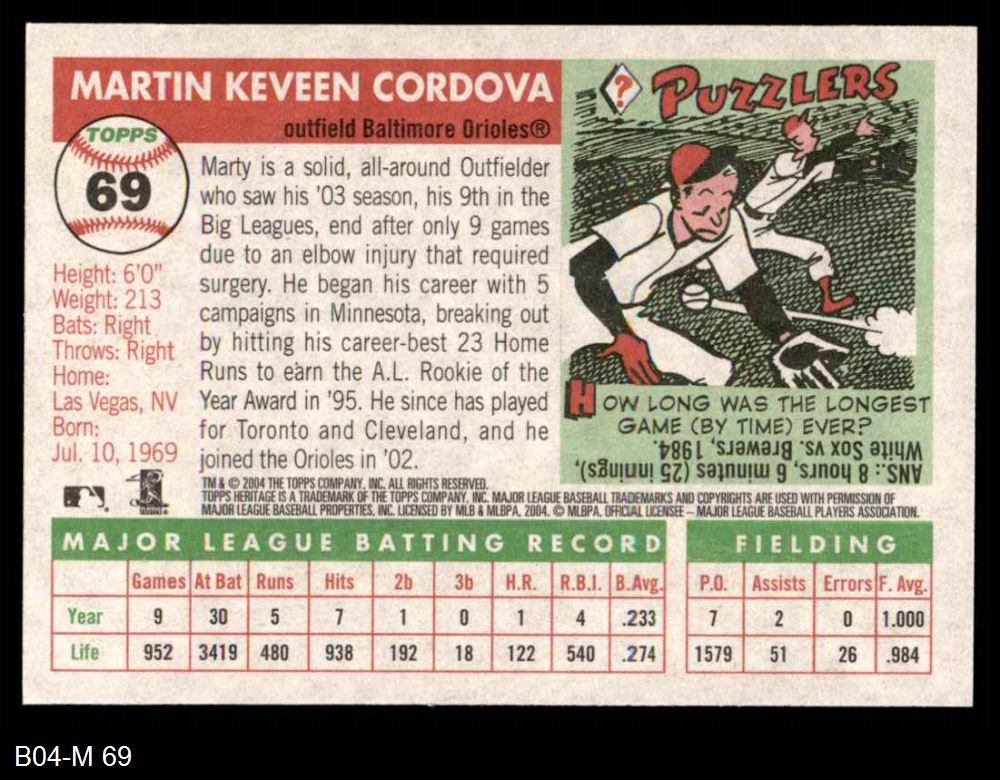 MARTIN KEVEEN CORDOVA
outfield Baltimore Orioles®
TOPPS
69
Height: 6'0"
Weight: 213
Bats: Right
Throws: Right
Home:
Las Vegas, NV
Born:
Jul. 10, 1969
Marty is a solid, all-around Outfielder
who saw his '03 season, his 9th in the
Big Leagues, end after only 9 games
due to an elbow injury that required
surgery. He began his career with 5
campaigns in Minnesota, breaking out
by hitting his career-best 23 Home
Runs to earn the A.L. Rookie of the
Year Award in '95. He since has played
for Toronto and Cleveland, and he
joined the Orioles in '02.
? PUZZLERS
HOW LONG WAS THE LONGEST
GAME (BY TIME) EVER?
ANS.: 8 hours, 6 minutes (25 innings),
White Sox vs. Brewers, 1984.
TM & © 2004 THE TOPPS COMPANY, INC. ALL RIGHTS RESERVED.
TOPPS HERITAGE IS A TRADEMARK OF THE TOPPS COMPANY, INC. MAJOR LEAGUE BASEBALL TRADEMARKS AND COPYRIGHTS ARE USED WITH PERMISSION OF
MAJOR LEAGUE BASEBALL PROPERTIES, INC. LICENSED BY MLB & MLBPA, 2004. © MLBPA. OFFICIAL LICENSEE – MAJOR LEAGUE BASEBALL PLAYERS ASSOCIATION.
MAJOR LEAGUE BATTING RECORD FIELDING
Games At Bat Runs Hits 2b 3b H.R. R.B.I. B.Avg. P.O. Assists Errors F. Avg.
Year 9 30 5 7 1 0 1 4 .233 7 2 0 1.000
Life 952 3419 480 938 192 18 122 540 .274 1579 51 26 .984
B04-M 69